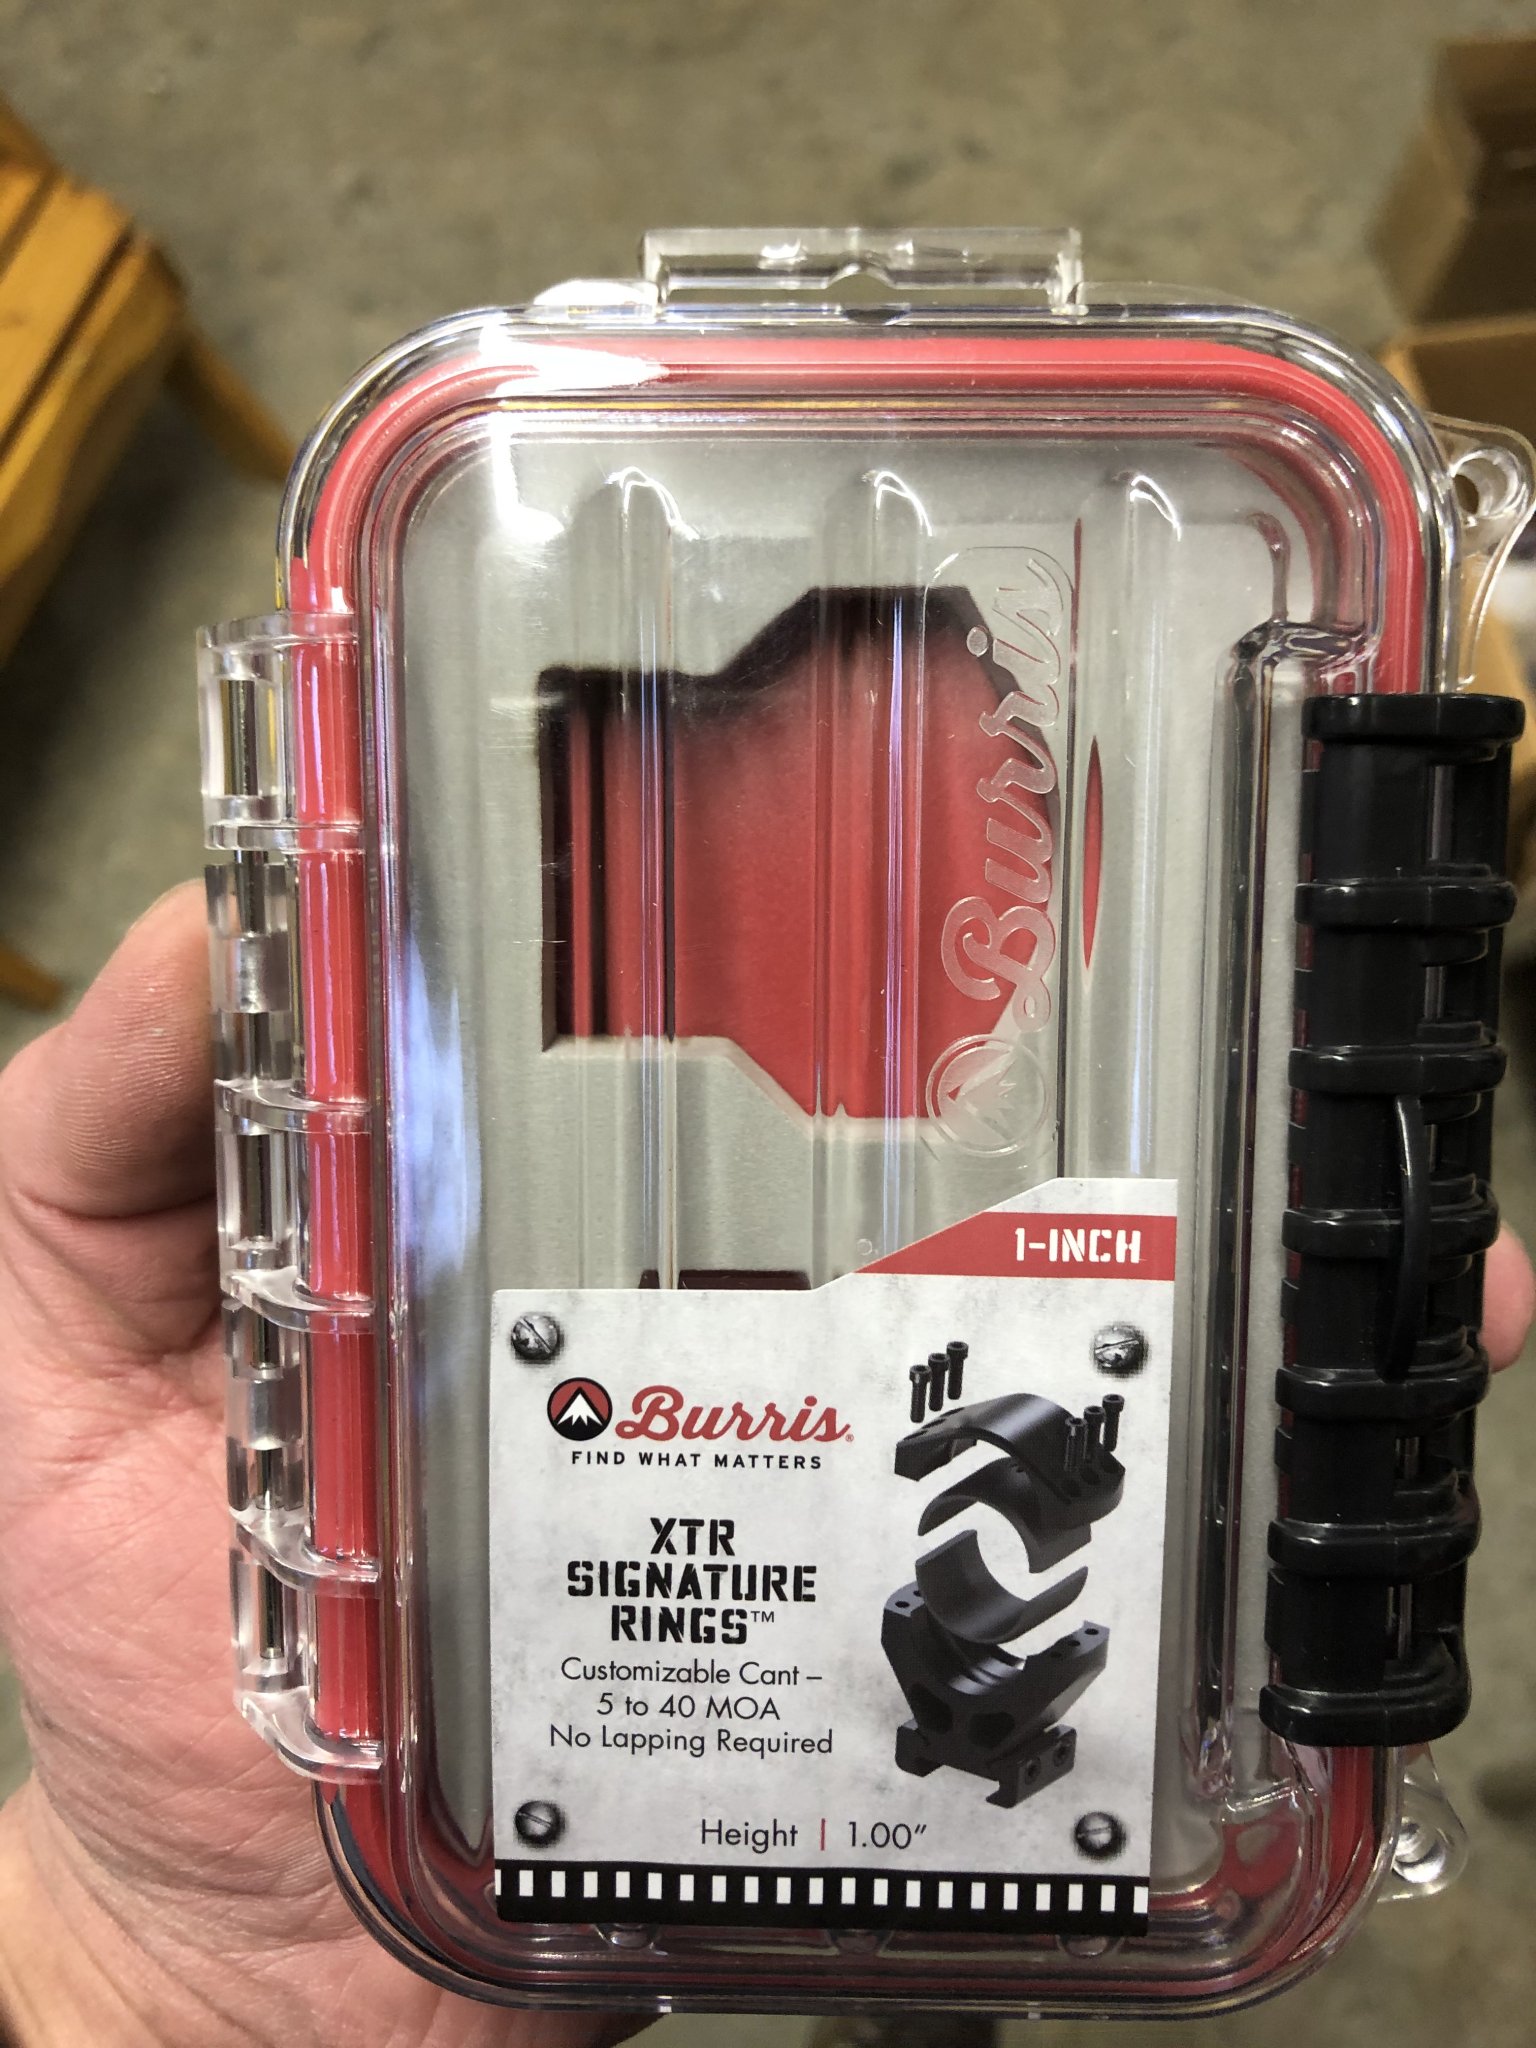 Burris
1-INCH
Burris®
FIND WHAT MATTERS
XTR
SIGNATURE
RINGS™
Customizable Cant –
5 to 40 MOA
No Lapping Required
Height | 1.00"